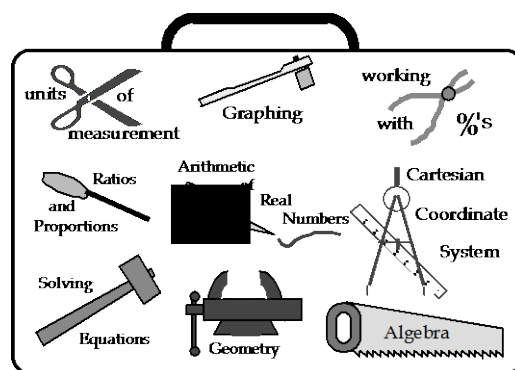 units of
measurement
Graphing
working
with %'s
Ratios
and
Proportions
Arithmetic
of
Real
Numbers
Cartesian
Coordinate
System
Solving
Equations
Geometry
Algebra